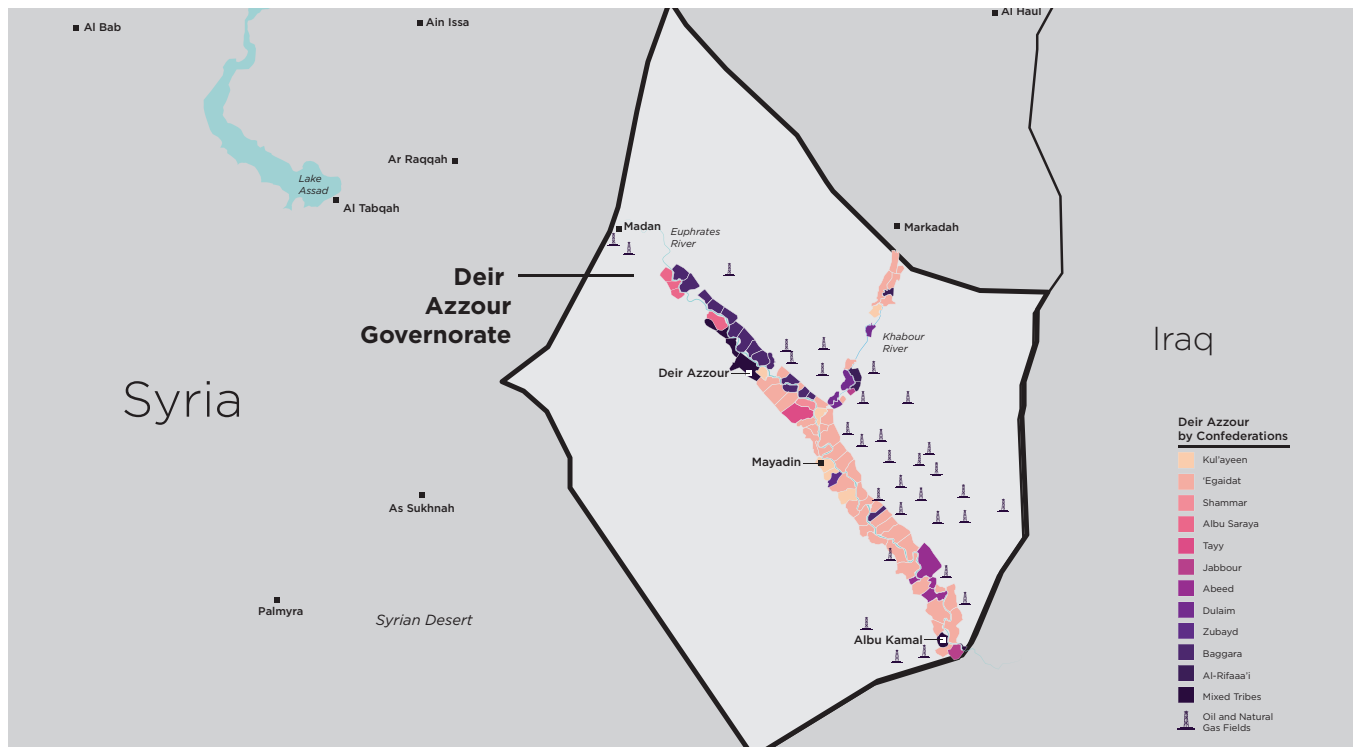 Al Bab
Ain Issa
Al Haul
Ar Raqqah
Lake
Assad
Al Tabqah
Madan
Euphrates
River
Markadah
Deir
Azzour
Governorate
Khabour
River
Iraq
Deir Azzour
Syria
Mayadin
As Sukhnah
Palmyra
Syrian Desert
Albu Kamal
Deir Azzour
by Confederations
Kul'ayeen
'Egaidat
Shammar
Albu Saraya
Tayy
Jabbour
Abeed
Dulaim
Zubayd
Baggara
Al-Rifaaa'i
Mixed Tribes
Oil and Natural
Gas Fields